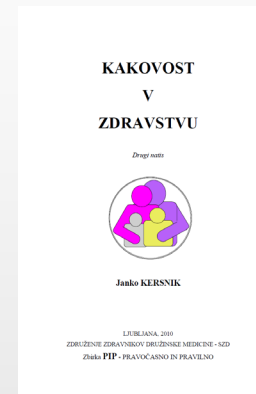 KAKOVOST
V
ZDRAVSTVU
Drugi natis
Janko KERSNIK
LJUBLJANA, 2010
ZDRUŽENJE ZDRAVNIKOV DRUŽINSKE MEDICINE - SZD
Zbirka PIP - PRAVOČASNO IN PRAVILNO